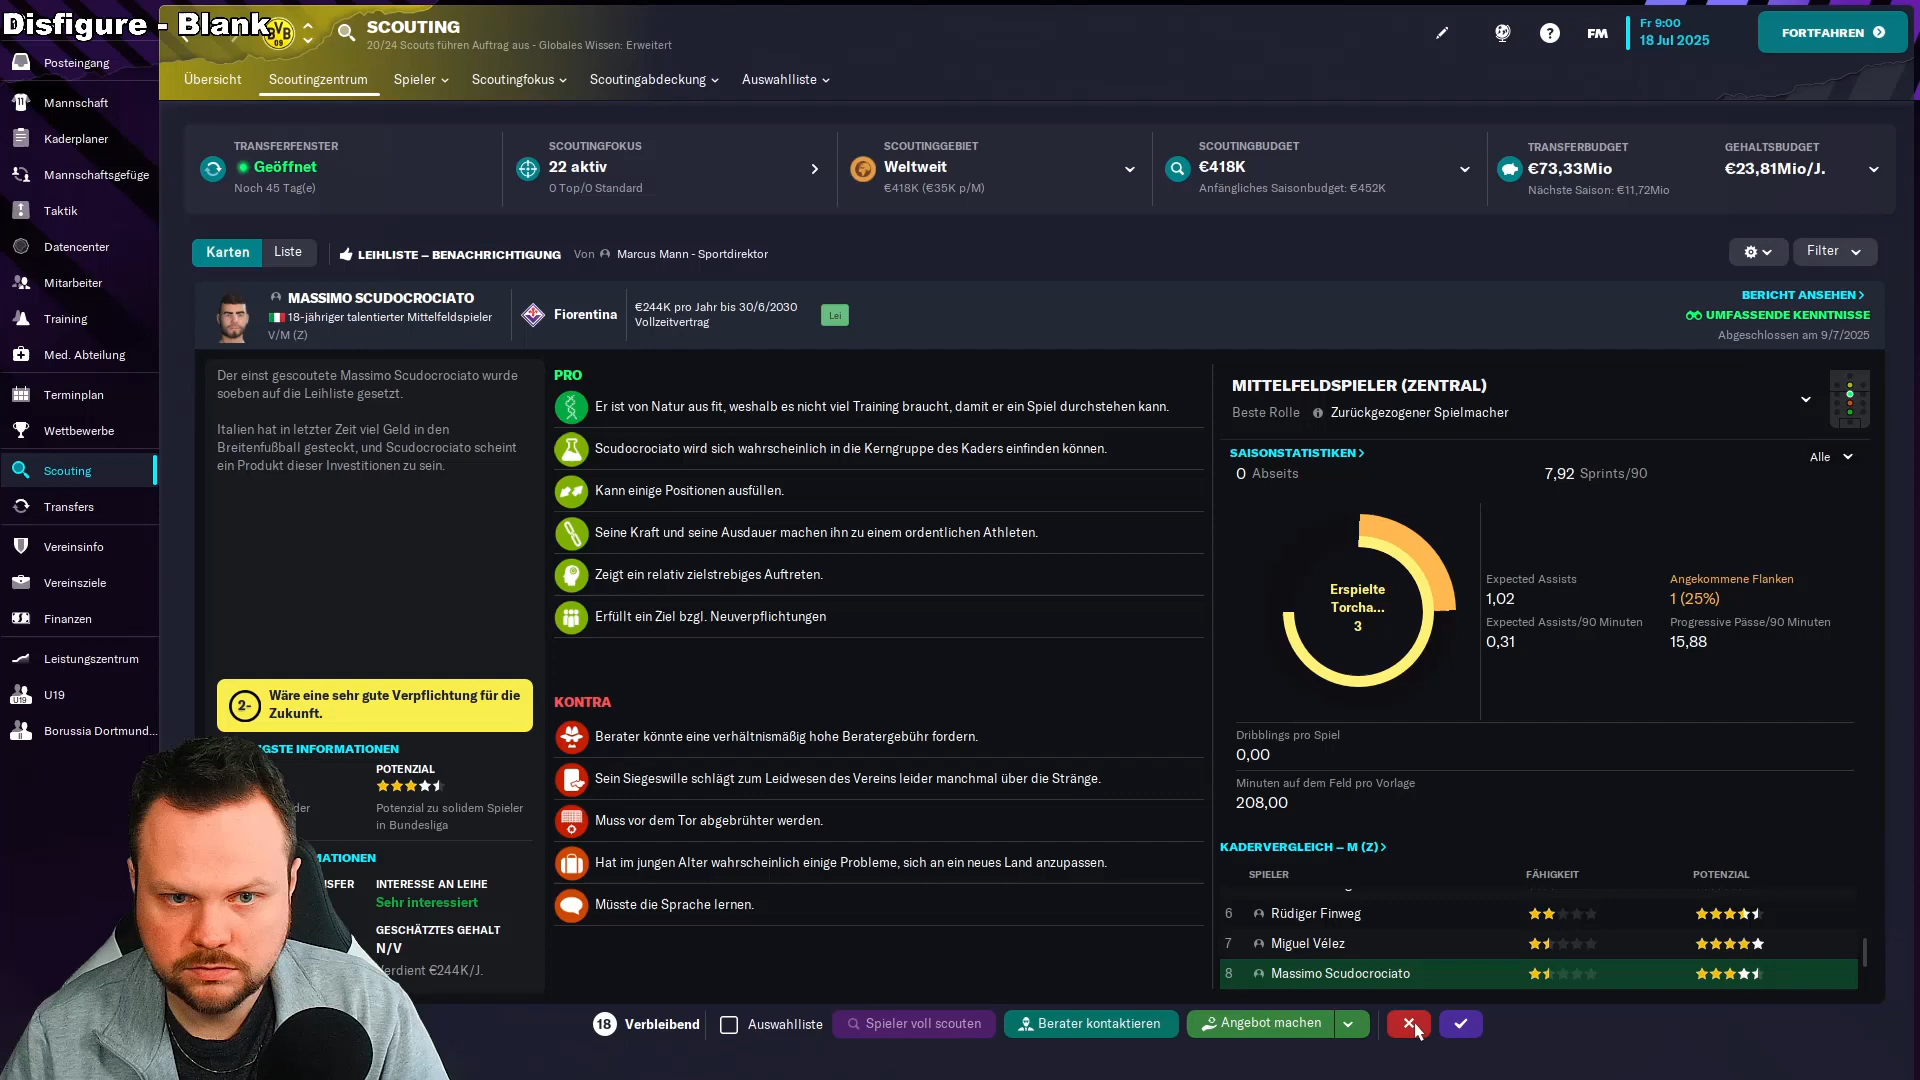 Disfigure - Blank
SCOUTING
20/24 Scouts führen Auftrag aus - Globales Wissen: Erweitert
FM
Fr 9:00
18 Jul 2025
FORTFAHREN
Übersicht
Scoutingzentrum
Spieler
Scoutingfokus
Scoutingabdeckung
Auswahlliste
Posteingang
Mannschaft
Kaderplaner
Mannschaftsgefüge
Taktik
Datencenter
Mitarbeiter
Training
Med. Abteilung
Terminplan
Wettbewerbe
Scouting
Transfers
Vereinsinfo
Vereinsziele
Finanzen
Leistungszentrum
U19
Borussia Dortmund...
TRANSFERFENSTER
Geöffnet
Noch 45 Tag(e)
SCOUTINGFOKUS
22 aktiv
0 Top/0 Standard
SCOUTINGGEBIET
Weltweit
€418K (€35K p/M)
SCOUTINGBUDGET
€418K
Anfängliches Saisonbudget: €452K
TRANSFERBUDGET
€73,33Mio
Nächste Saison: €11,72Mio
GEHALTSBUDGET
€23,81Mio/J.
Karten
Liste
LEIHLISTE – BENACHRICHTIGUNG Von Marcus Mann - Sportdirektor
Filter
MASSIMO SCUDOCROCIATO
18-jähriger talentierter Mittelfeldspieler
V/M (Z)
Fiorentina
€244K pro Jahr bis 30/6/2030
Vollzeitvertrag
Lei
BERICHT ANSEHEN
UMFASSENDE KENNTNISSE
Abgeschlossen am 9/7/2025
Der einst gescoutete Massimo Scudocrociato wurde
soeben auf die Leihliste gesetzt.
Italien hat in letzter Zeit viel Geld in den
Breitenfußball gesteckt, und Scudocrociato scheint
ein Produkt dieser Investitionen zu sein.
2-
Wäre eine sehr gute Verpflichtung für die
Zukunft.
POTENZIAL
Potenzial zu solidem Spieler
in Bundesliga
INTERESSE AN LEIHE
Sehr interessiert
GESCHÄTZTES GEHALT
N/V
PRO
Er ist von Natur aus fit, weshalb es nicht viel Training braucht, damit er ein Spiel durchstehen kann.
Scudocrociato wird sich wahrscheinlich in die Kerngruppe des Kaders einfinden können.
Kann einige Positionen ausfüllen.
Seine Kraft und seine Ausdauer machen ihn zu einem ordentlichen Athleten.
Zeigt ein relativ zielstrebiges Auftreten.
Erfüllt ein Ziel bzgl. Neuverpflichtungen
KONTRA
Berater könnte eine verhältnismäßig hohe Beratergebühr fordern.
Sein Siegeswille schlägt zum Leidwesen des Vereins leider manchmal über die Stränge.
Muss vor dem Tor abgebrühter werden.
Hat im jungen Alter wahrscheinlich einige Probleme, sich an ein neues Land anzupassen.
Müsste die Sprache lernen.
MITTELFELDSPIELER (ZENTRAL)
Beste Rolle Zurückgezogener Spielmacher
SAISONSTATISTIKEN
Alle
0 Abseits
7,92 Sprints/90
Erspielte
Torcha...
3
Expected Assists
1,02
Angekommene Flanken
1 (25%)
Expected Assists/90 Minuten
0,31
Progressive Pässe/90 Minuten
15,88
Dribblings pro Spiel
0,00
Minuten auf dem Feld pro Vorlage
208,00
KADERVERGLEICH – M (Z)
SPIELER FÄHIGKEIT POTENZIAL
6 Rüdiger Finweg
7 Miguel Vélez
8 Massimo Scudocrociato
18 Verbleibend
Auswahlliste
Spieler voll scouten
Berater kontaktieren
Angebot machen